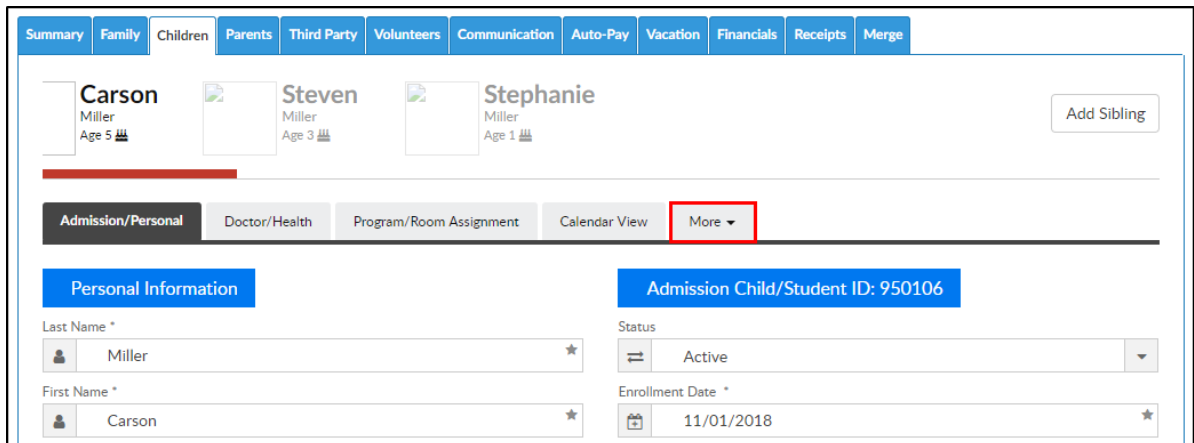 Summary Family Children Parents Third Party Volunteers Communication Auto-Pay Vacation Financials Receipts Merge
Carson Steven Stephanie
Miller Miller Miller
Age 5 Age 3 Age 1
Add Sibling
Admission/Personal Doctor/Health Program/Room Assignment Calendar View More
Personal Information Admission Child/Student ID: 950106
Last Name * Status
Miller Active
First Name * Enrollment Date *
Carson 11/01/2018